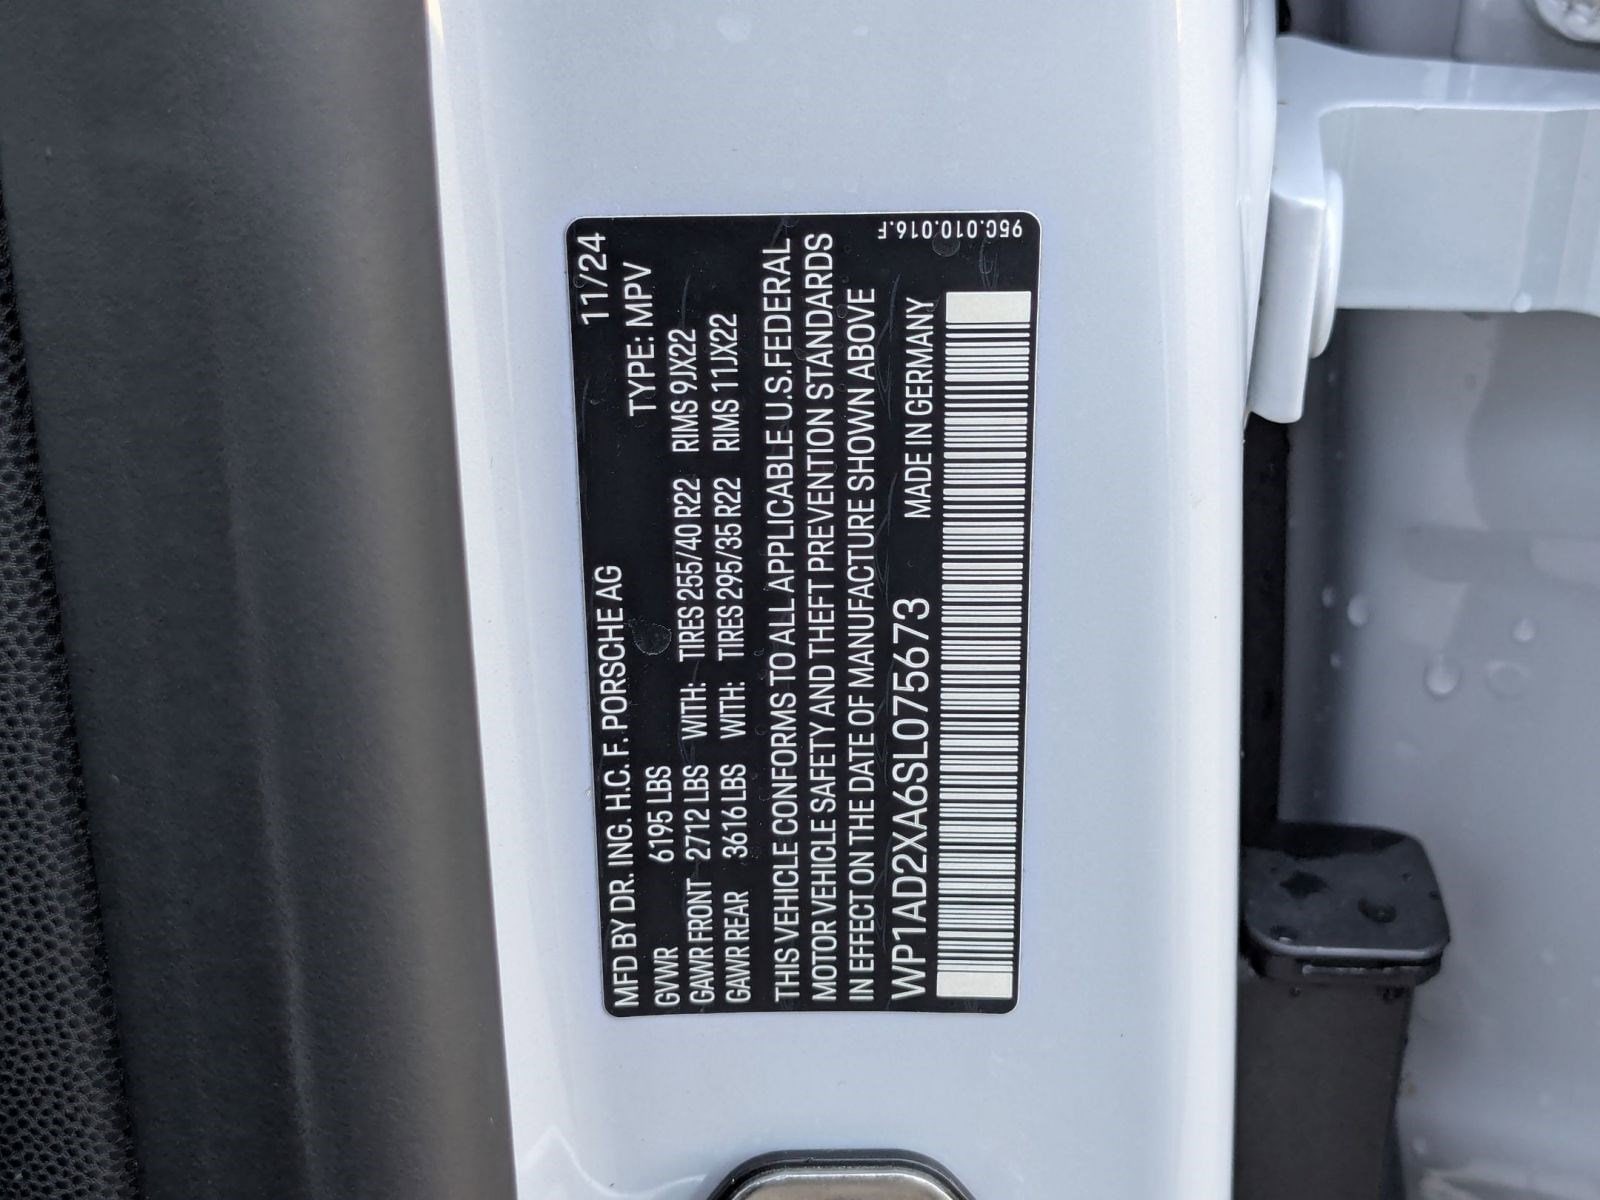 MFD BY DR. ING. H.C. F. PORSCHE AG 11/24
GVWR 6195 LBS TYPE: MPV
GAWR FRONT 2712 LBS WITH: TIRES 255/40 R22 RIMS 9JX22
GAWR REAR 3616 LBS WITH: TIRES 295/35 R22 RIMS 11JX22
THIS VEHICLE CONFORMS TO ALL APPLICABLE U.S.FEDERAL
MOTOR VEHICLE SAFETY AND THEFT PREVENTION STANDARDS
IN EFFECT ON THE DATE OF MANUFACTURE SHOWN ABOVE
WP1AD2XA6SL075673 MADE IN GERMANY
95C.010.016.F